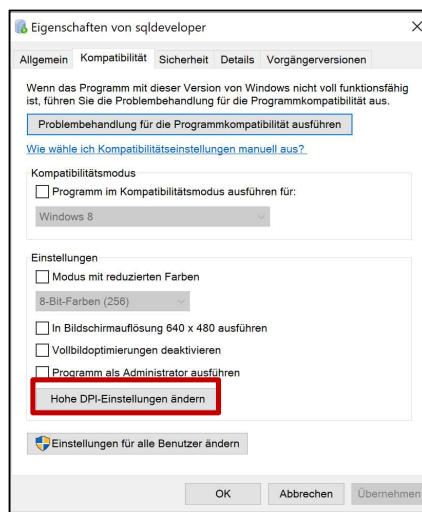 Eigenschaften von sqldeveloper
Allgemein Kompatibilität Sicherheit Details Vorgängerversionen
Wenn das Programm mit dieser Version von Windows nicht voll funktionsfähig
ist, führen Sie die Problembehandlung für die Programmkompatibilität aus.
Problembehandlung für die Programmkompatibilität ausführen
Wie wähle ich Kompatibilitätseinstellungen manuell aus?
Kompatibilitätsmodus
Programm im Kompatibilitätsmodus ausführen für:
Windows 8
Einstellungen
Modus mit reduzierten Farben
8-Bit-Farben (256)
In Bildschirmauflösung 640 x 480 ausführen
Vollbildoptimierungen deaktivieren
Programm als Administrator ausführen
Hohe DPI-Einstellungen ändern
Einstellungen für alle Benutzer ändern
OK Abbrechen Übernehmen